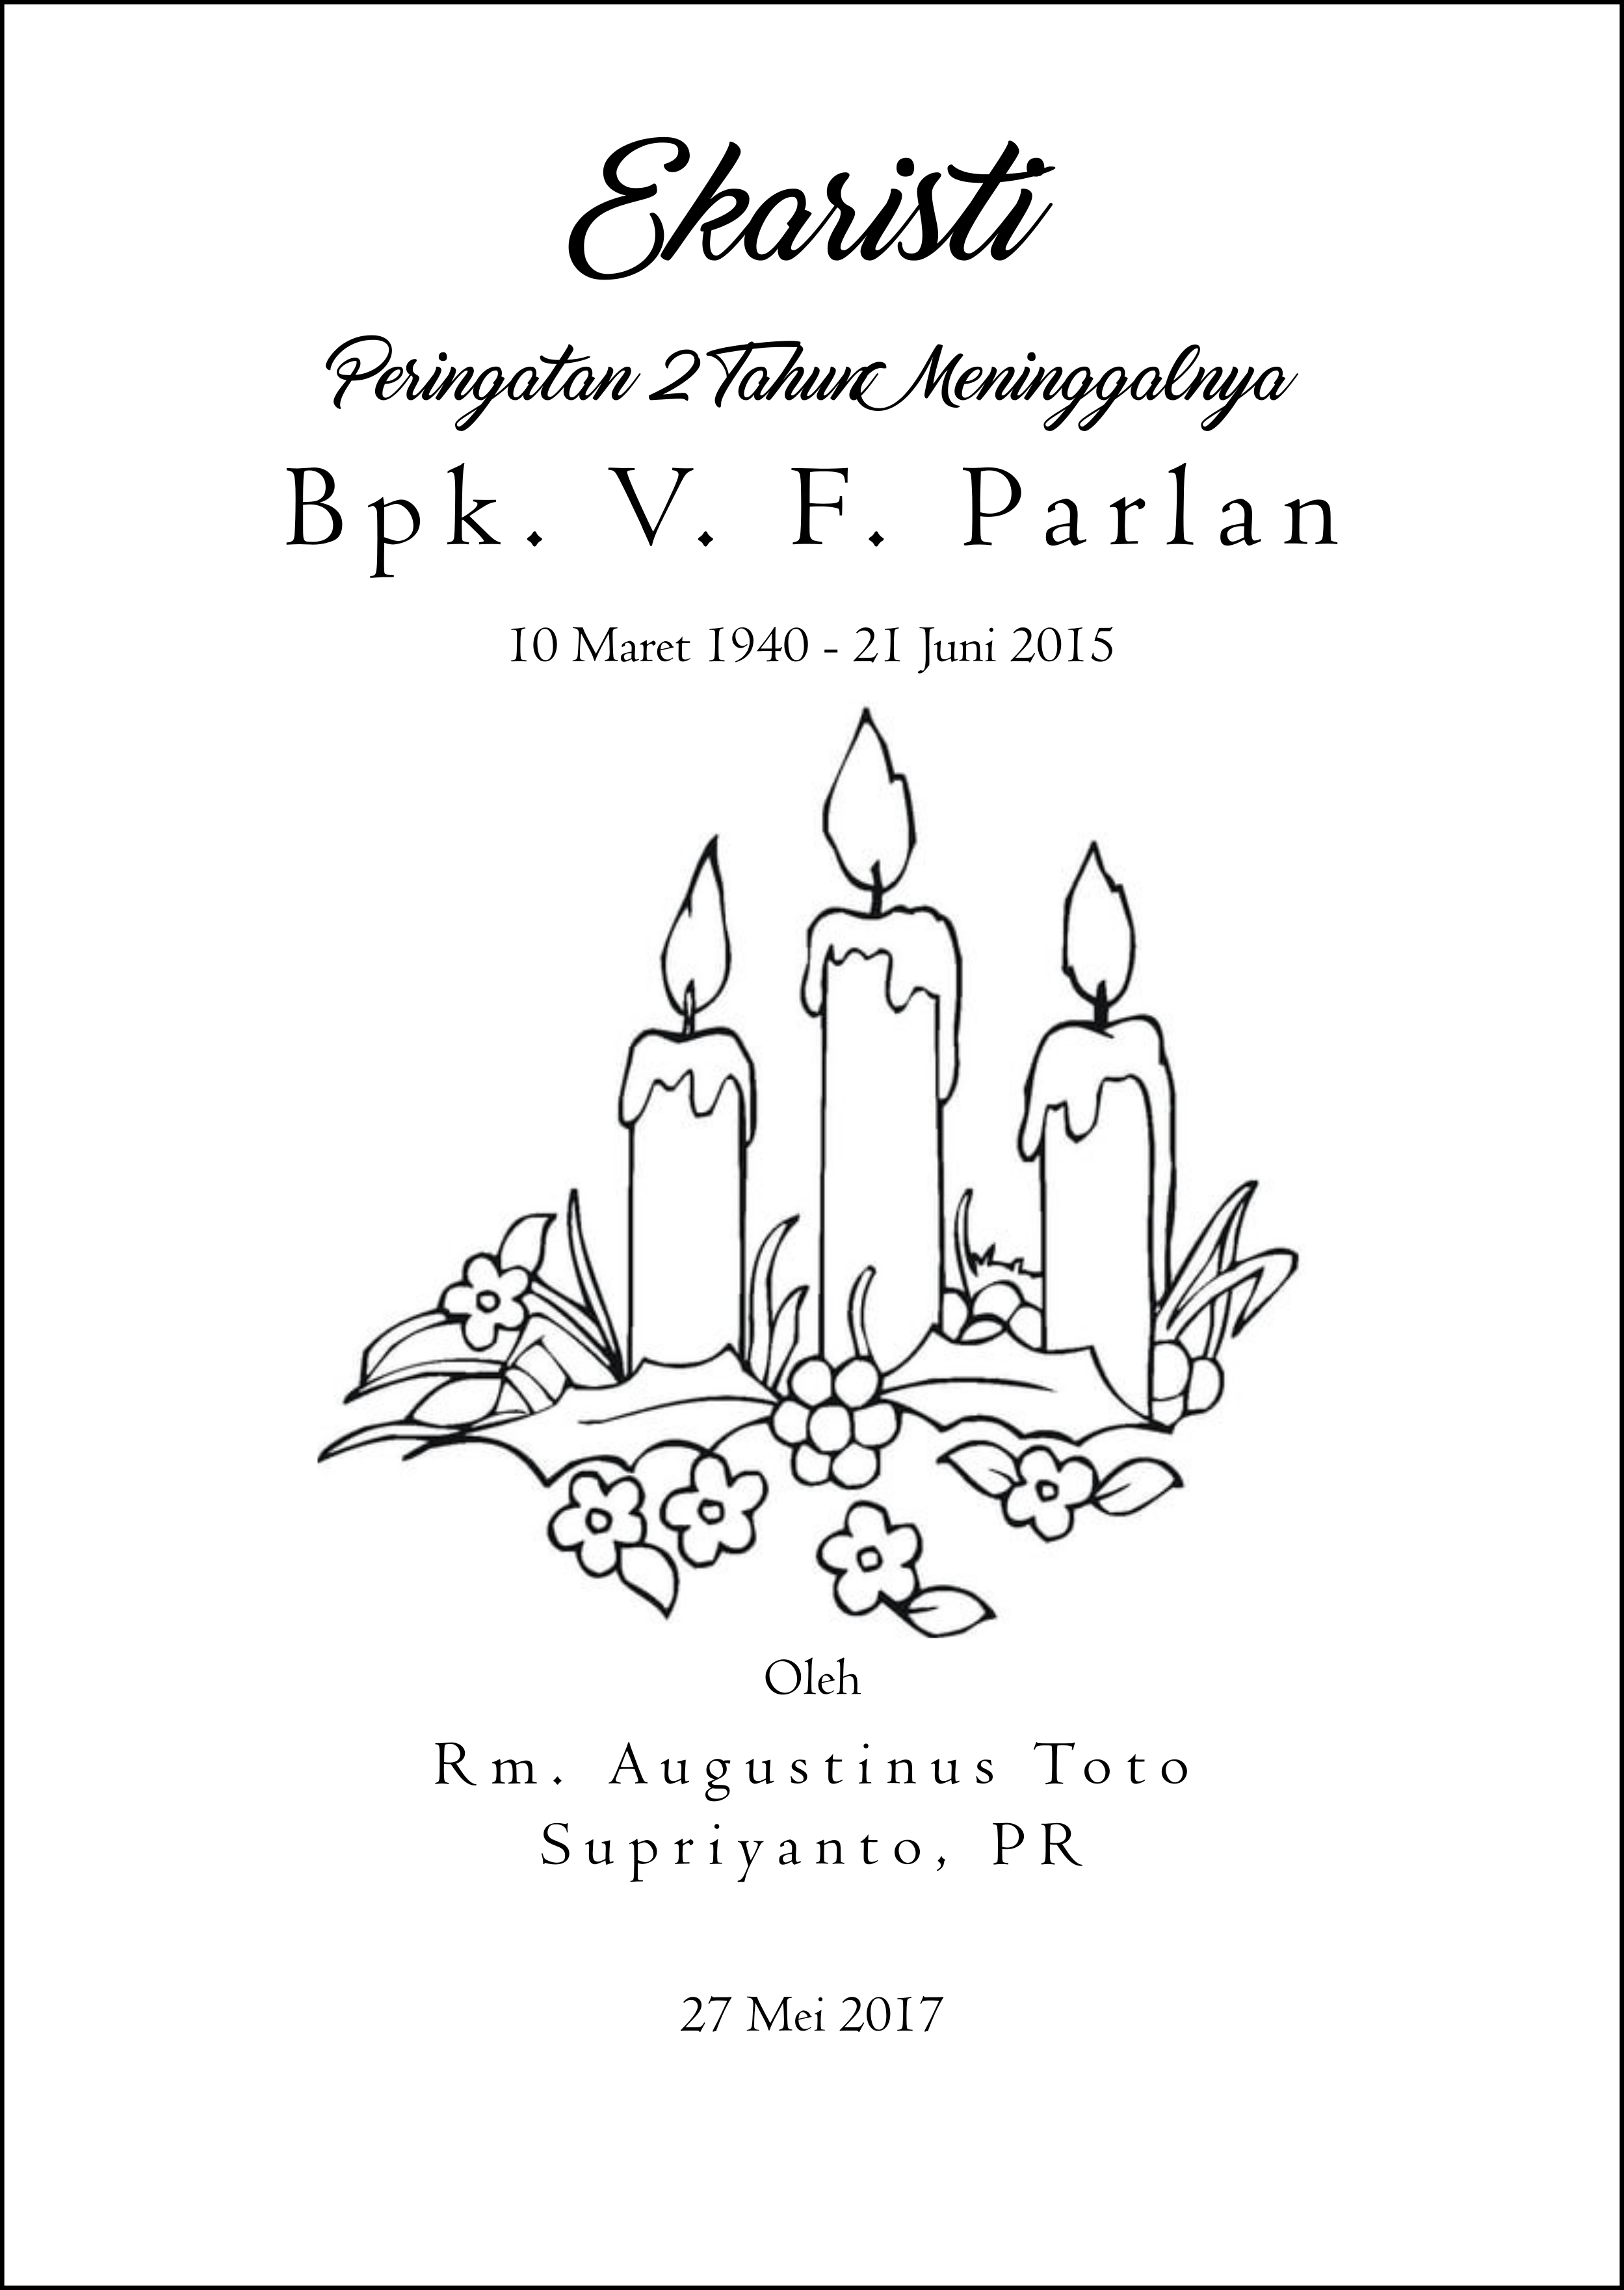 Ekaristi
Peringatan 2 Tahun Meninggalnya
Bpk. V. F. Parlan
10 Maret 1940 - 21 Juni 2015
Oleh
Rm. Augustinus Toto
Supriyanto, PR
27 Mei 2017